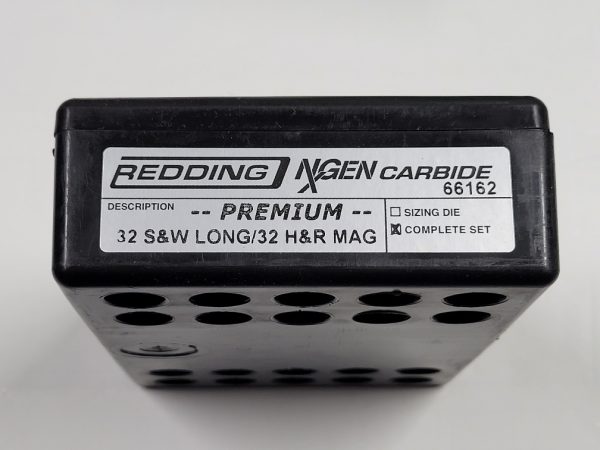 REDDING NXGEN CARBIDE
66162
DESCRIPTION
-- PREMIUM --
32 S&W LONG/32 H&R MAG
SIZING DIE
COMPLETE SET